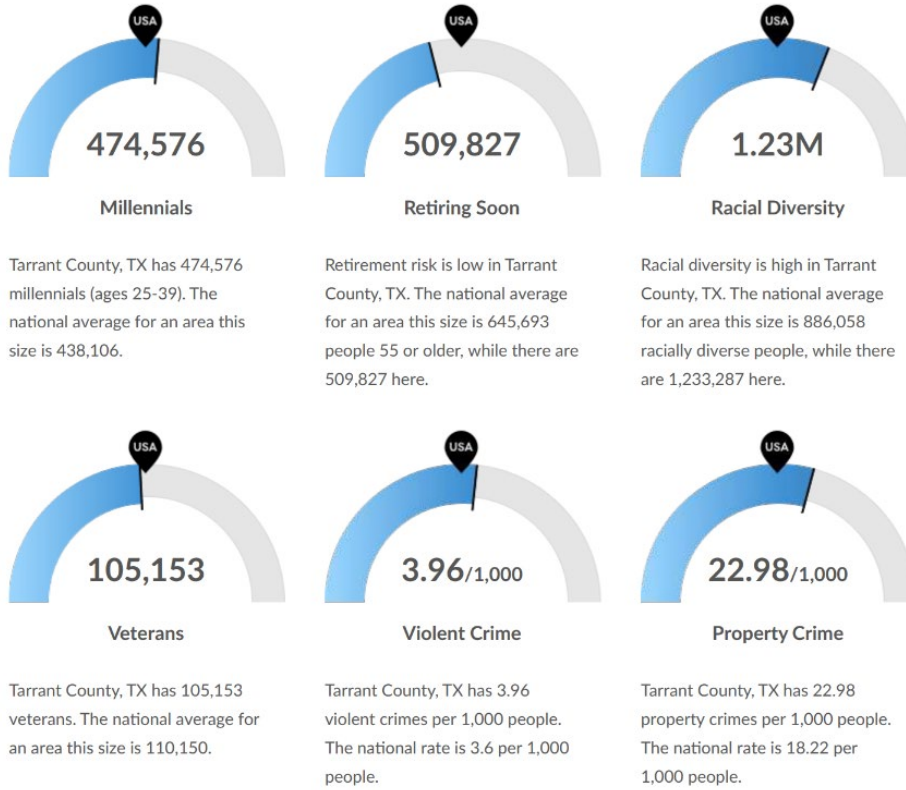 USA
474,576
Millennials
Tarrant County, TX has 474,576
millennials (ages 25-39). The
national average for an area this
size is 438,106.
USA
509,827
Retiring Soon
Retirement risk is low in Tarrant
County, TX. The national average
for an area this size is 645,693
people 55 or older, while there are
509,827 here.
USA
1.23M
Racial Diversity
Racial diversity is high in Tarrant
County, TX. The national average
for an area this size is 886,058
racially diverse people, while there
are 1,233,287 here.
USA
105,153
Veterans
Tarrant County, TX has 105,153
veterans. The national average for
an area this size is 110,150.
USA
3.96/1,000
Violent Crime
Tarrant County, TX has 3.96
violent crimes per 1,000 people.
The national rate is 3.6 per 1,000
people.
USA
22.98/1,000
Property Crime
Tarrant County, TX has 22.98
property crimes per 1,000 people.
The national rate is 18.22 per
1,000 people.